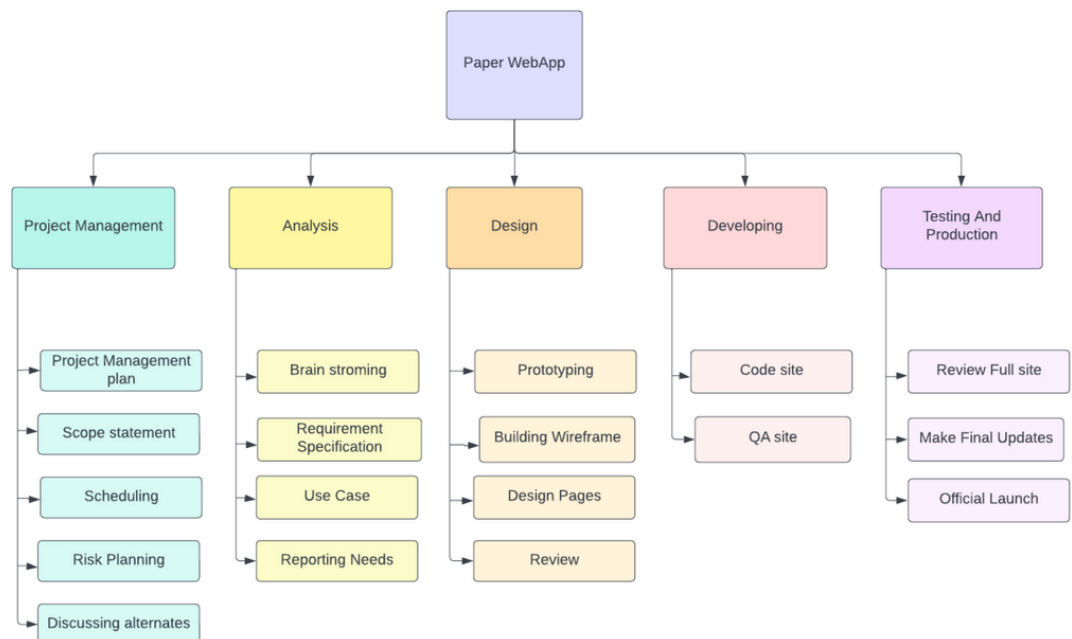 Paper WebApp
Project Management
Analysis
Design
Developing
Testing And
Production
Project Management
plan
Scope statement
Scheduling
Risk Planning
Discussing alternates
Brain stroming
Requirement
Specification
Use Case
Reporting Needs
Prototyping
Building Wireframe
Design Pages
Review
Code site
QA site
Review Full site
Make Final Updates
Official Launch